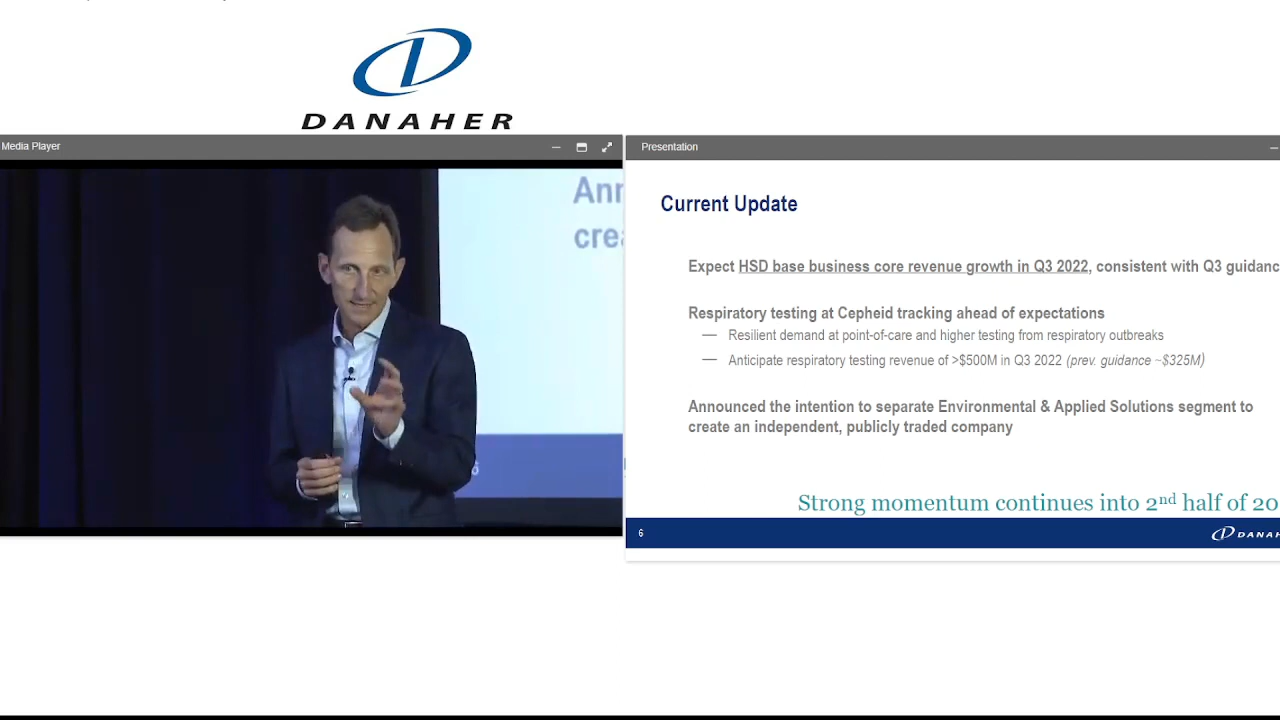 DANAHER
Media Player
Presentation
Current Update
Expect HSD base business core revenue growth in Q3 2022, consistent with Q3 guidanc
Respiratory testing at Cepheid tracking ahead of expectations
— Resilient demand at point-of-care and higher testing from respiratory outbreaks
— Anticipate respiratory testing revenue of >$500M in Q3 2022 (prev. guidance ~$325M)
Announced the intention to separate Environmental & Applied Solutions segment to
create an independent, publicly traded company
Strong momentum continues into 2nd half of 20
6
DANAH
Ann
crea